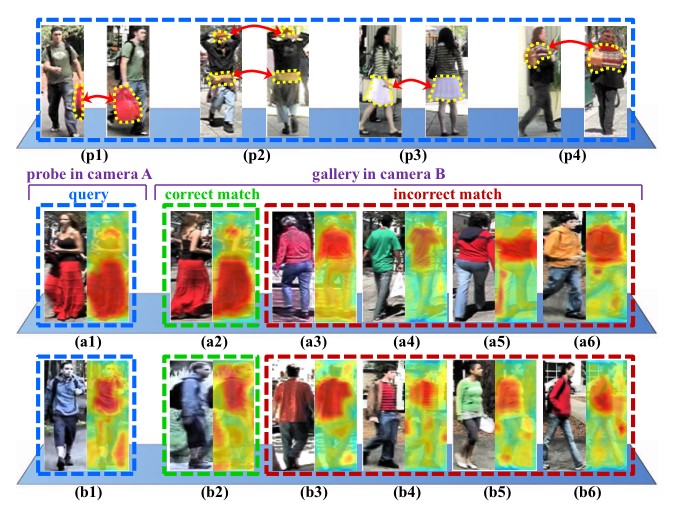 (p1) (p2) (p3) (p4)
probe in camera A gallery in camera B
query correct match incorrect match
(a1) (a2) (a3) (a4) (a5) (a6)
(b1) (b2) (b3) (b4) (b5) (b6)